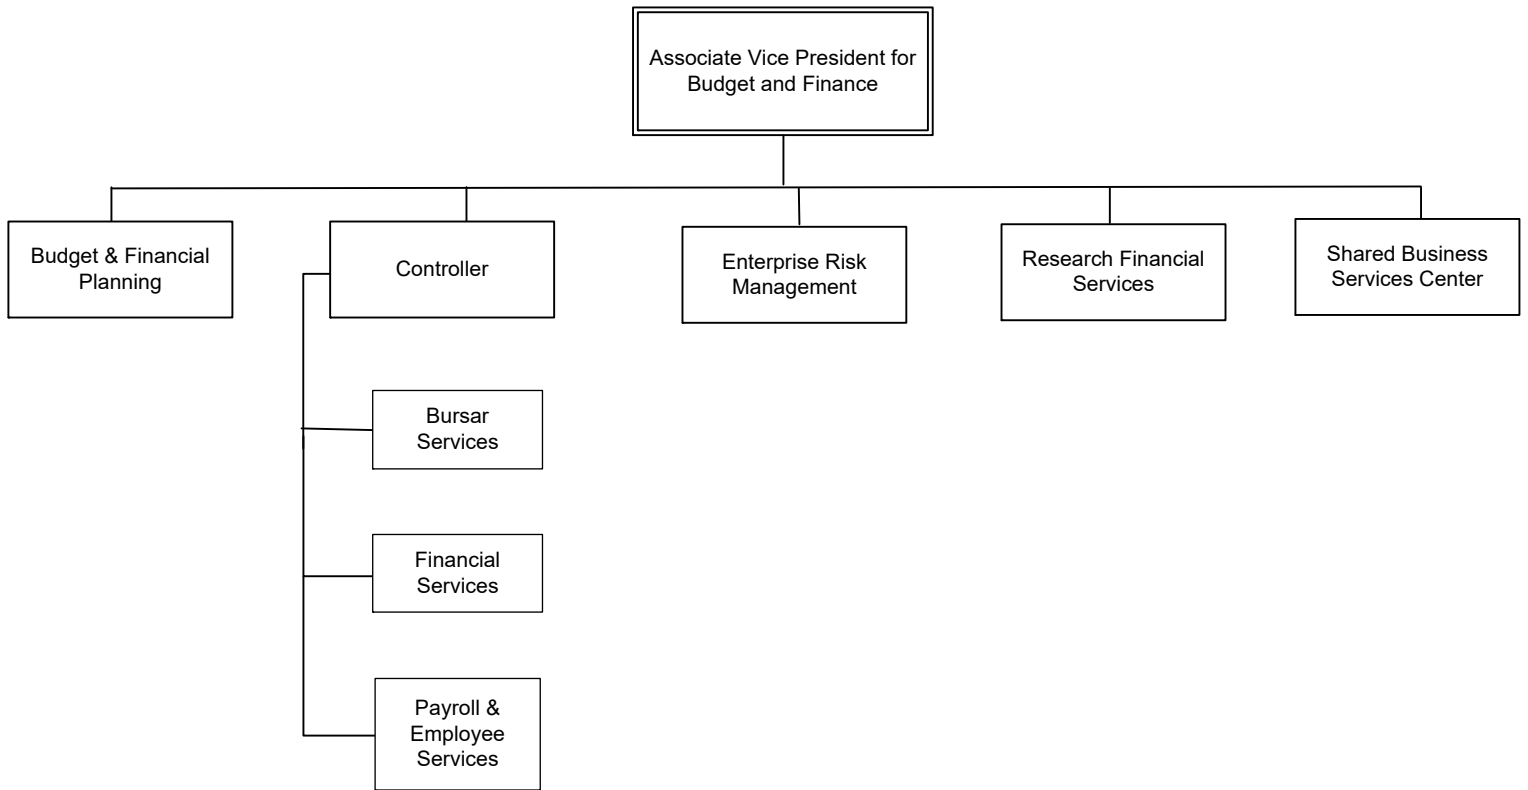 Associate Vice President for
Budget and Finance
Budget & Financial
Planning
Controller
Enterprise Risk
Management
Research Financial
Services
Shared Business
Services Center
Bursar
Services
Financial
Services
Payroll &
Employee
Services